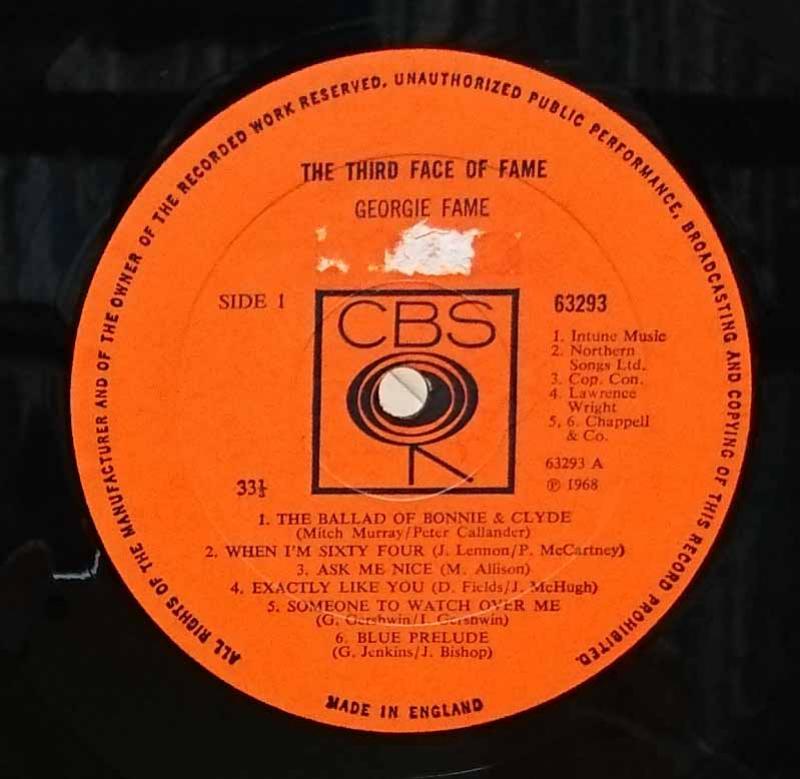 ALL RIGHTS OF THE MANUFACTURER AND OF THE OWNER OF THE RECORDED WORK RESERVED. UNAUTHORIZED PUBLIC PERFORMANCE, BROADCASTING AND COPYING OF THIS RECORD PROHIBITED.
THE THIRD FACE OF FAME
GEORGIE FAME
SIDE 1
CBS
63293
1. Intune Music
2. Northern
Songs Ltd.
3. Cop. Con.
4. Lawrence
Wright
5, 6. Chappell
& Co.
63293 A
℗ 1968
33⅓
1. THE BALLAD OF BONNIE & CLYDE
(Mitch Murray/Peter Callander)
2. WHEN I'M SIXTY FOUR (J. Lennon/P. McCartney)
3. ASK ME NICE (M. Allison)
4. EXACTLY LIKE YOU (D. Fields/J. McHugh)
5. SOMEONE TO WATCH OVER ME
(G. Gershwin/I. Gershwin)
6. BLUE PRELUDE
(G. Jenkins/J. Bishop)
MADE IN ENGLAND